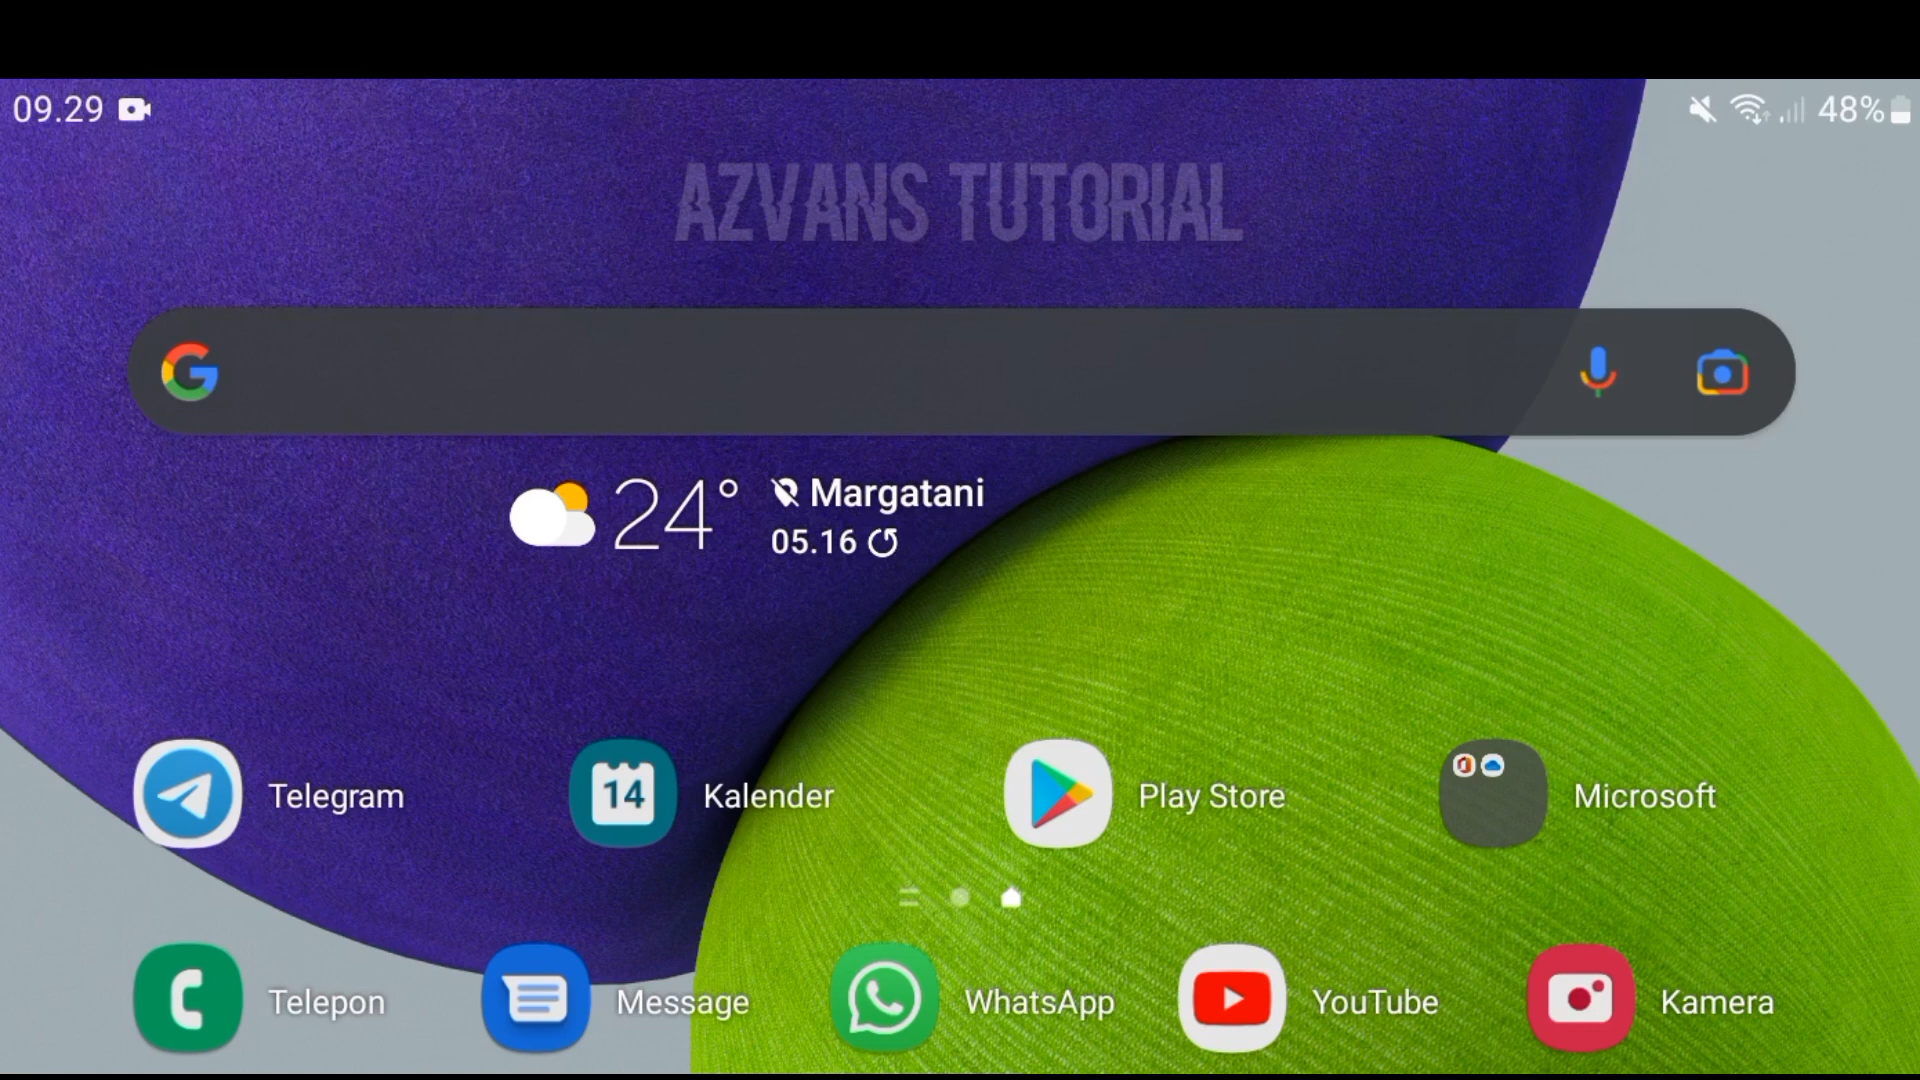 09.29
48%
AZVANS TUTORIAL
24° Margatani
05.16
Telegram
14
Kalender
Play Store
Microsoft
Telepon
Message
WhatsApp
YouTube
Kamera